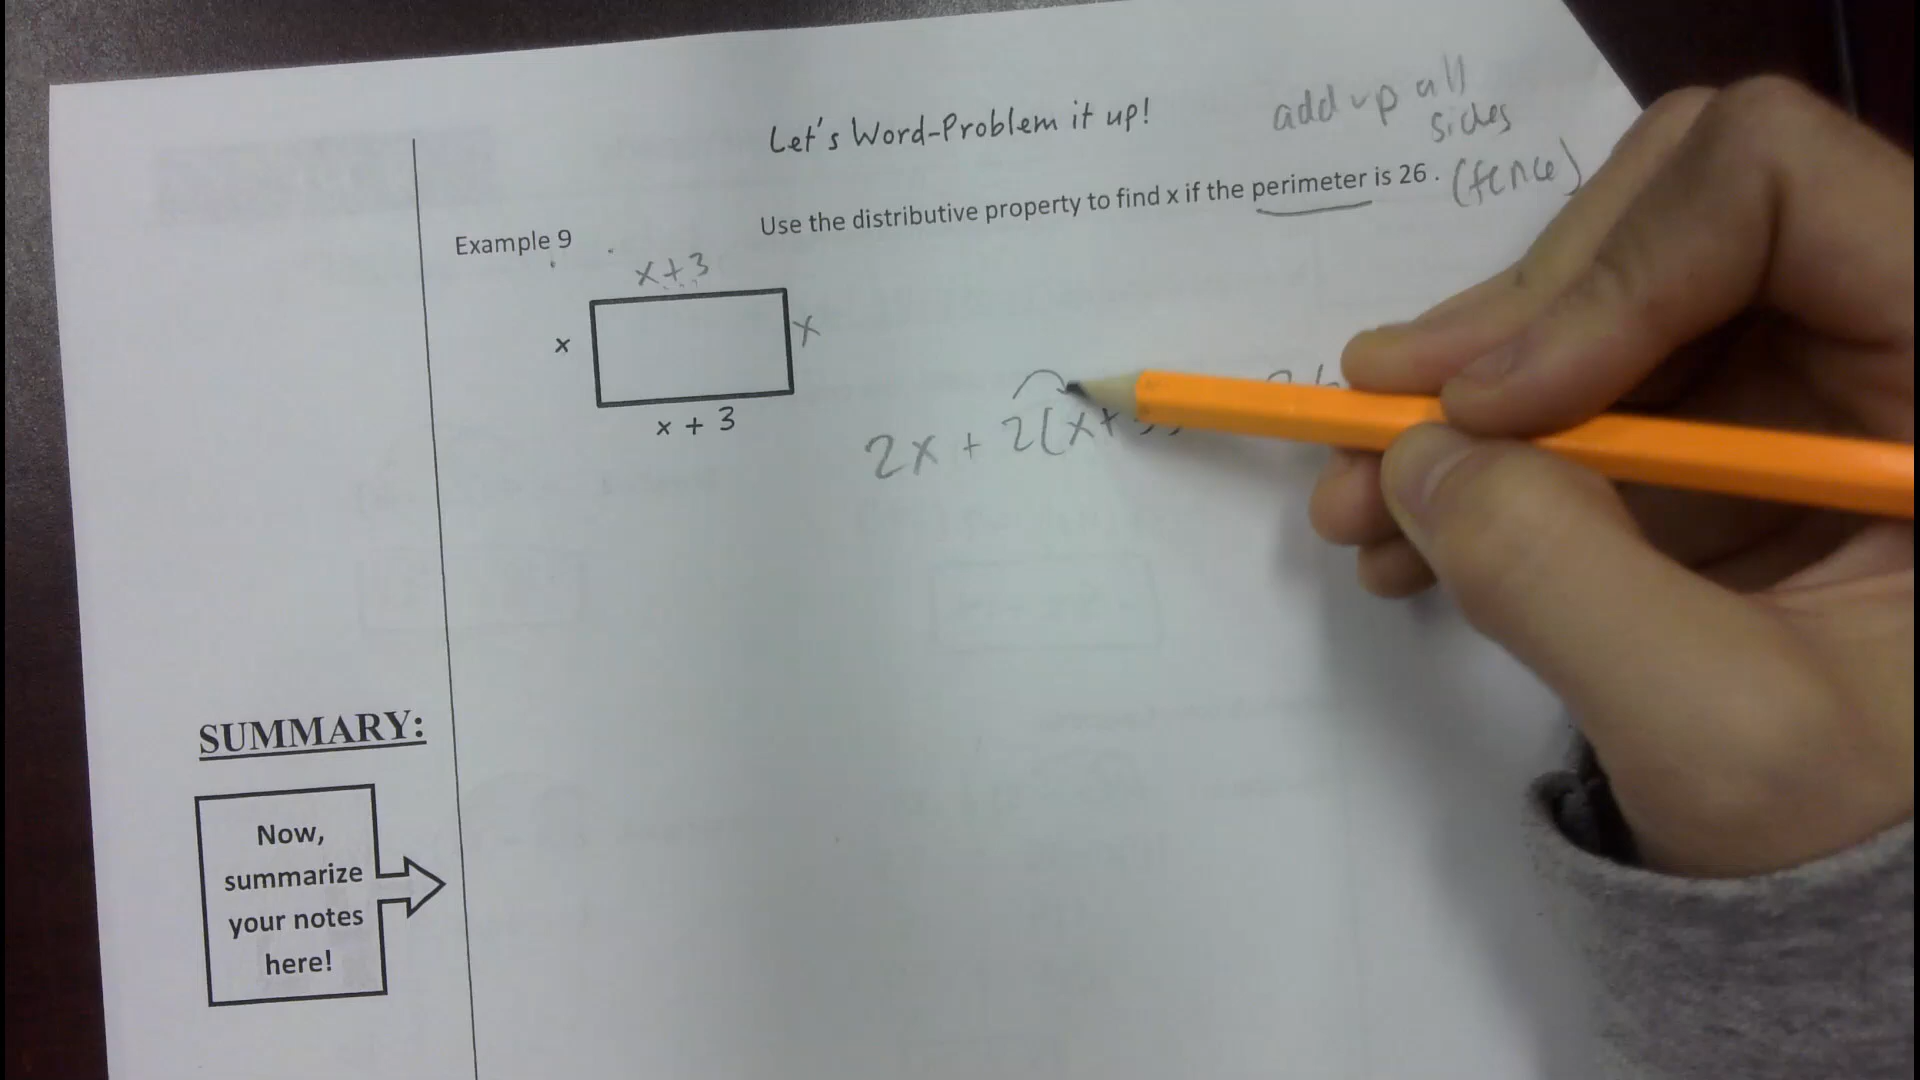 Let's Word-Problem it up!
add up all
sides
(fence)
Use the distributive property to find x if the perimeter is 26 .
Example 9
x+3
x
x
x + 3
2x + 2(x+
SUMMARY:
Now,
summarize
your notes
here!